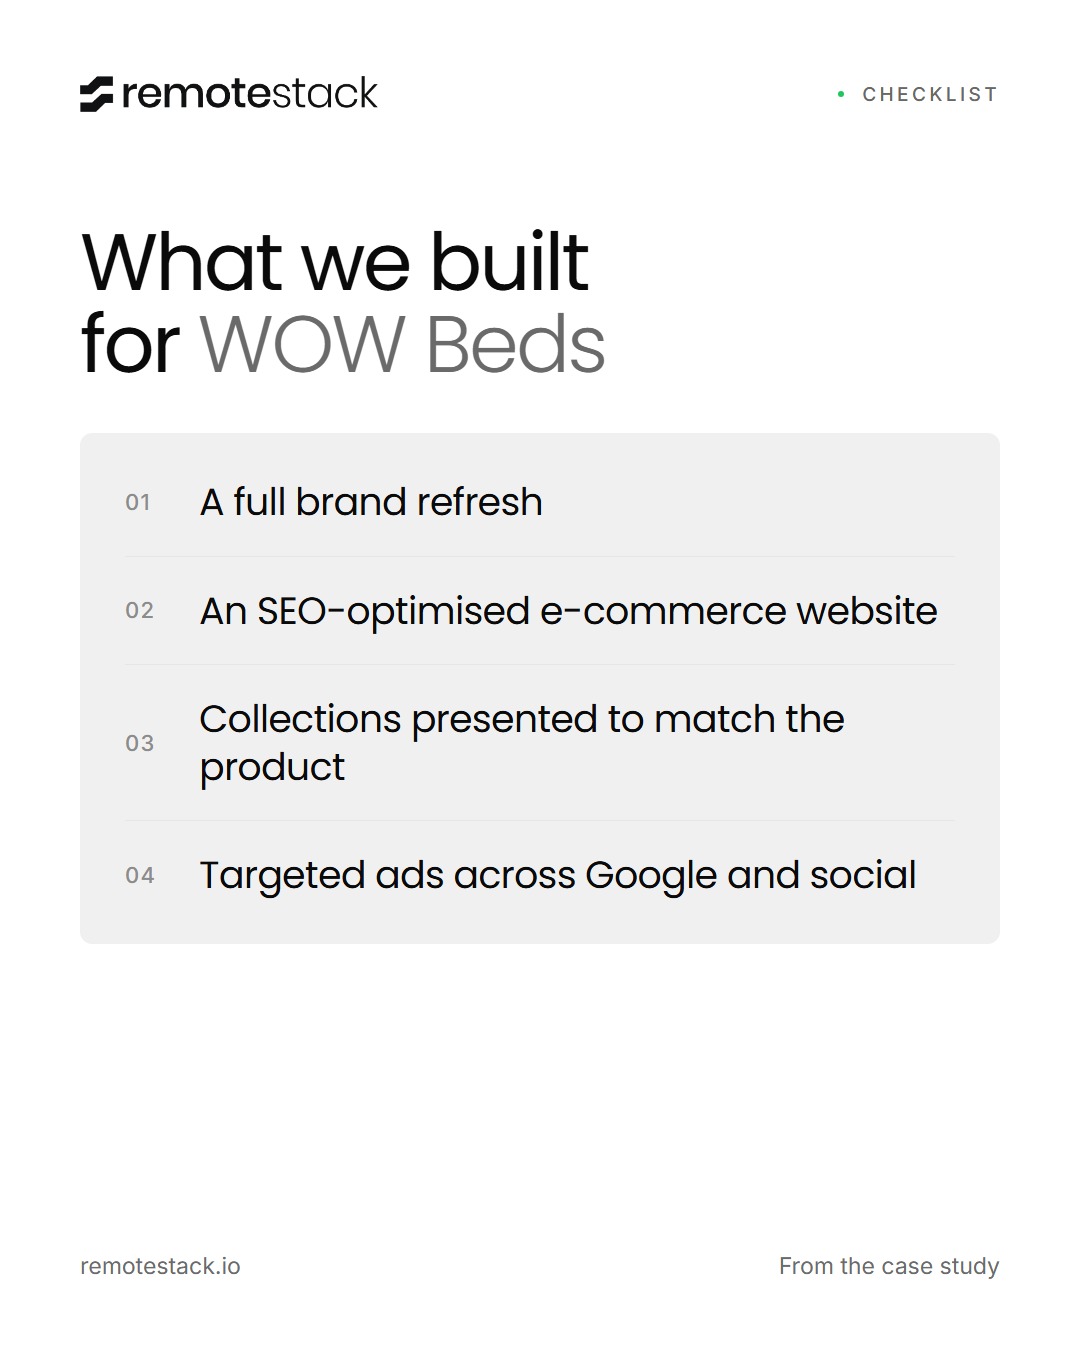 remotestack
CHECKLIST
What we built
for WOW Beds
01 A full brand refresh
02 An SEO-optimised e-commerce website
03 Collections presented to match the
product
04 Targeted ads across Google and social
remotestack.io
From the case study